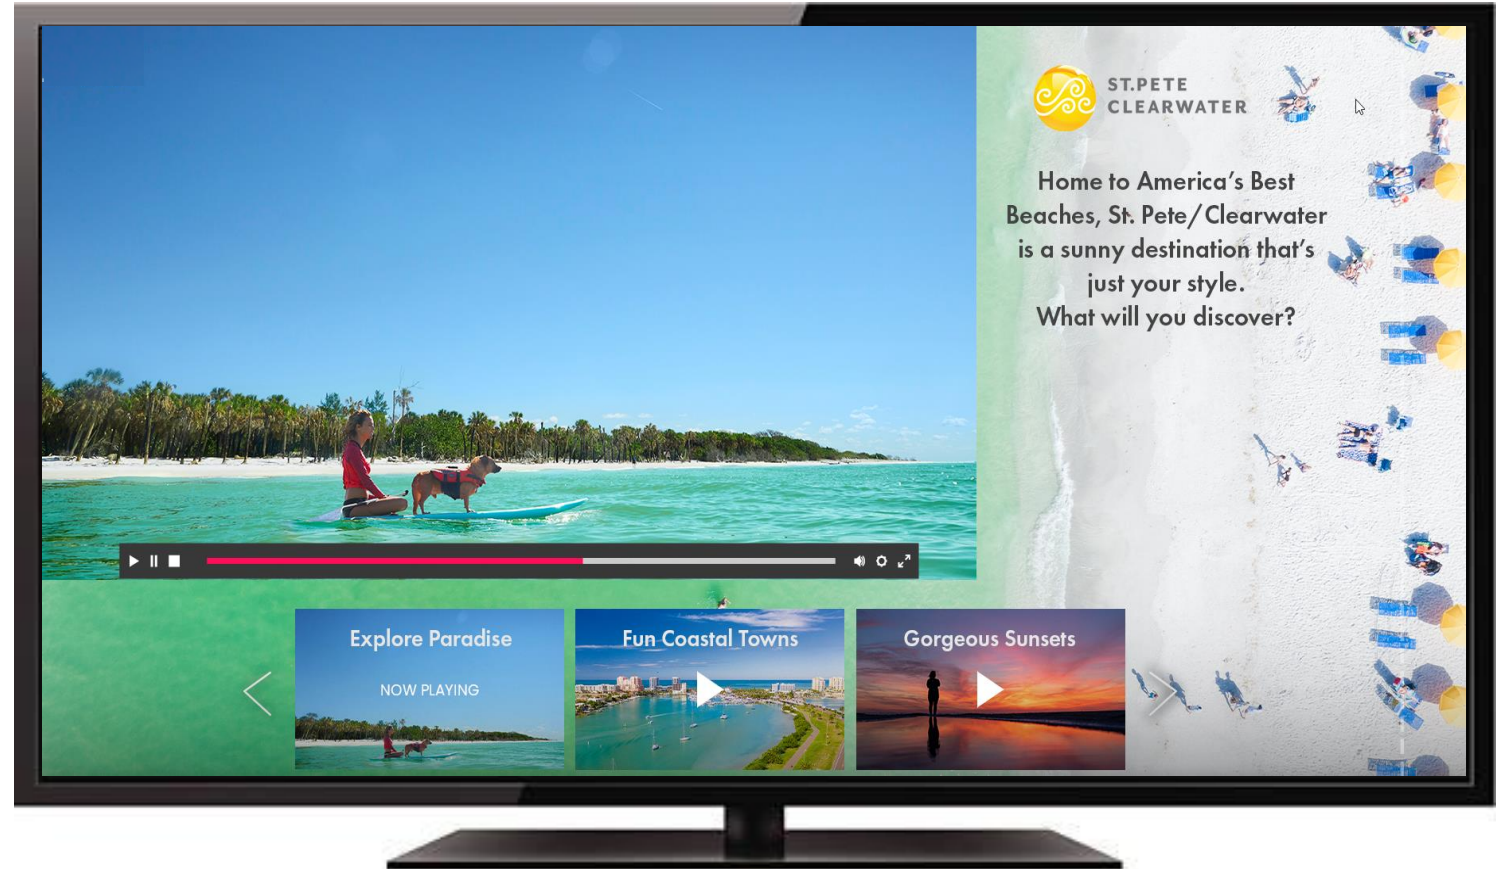 ST.PETE
CLEARWATER
Home to America's Best
Beaches, St. Pete/Clearwater
is a sunny destination that's
just your style.
What will you discover?
Explore Paradise
NOW PLAYING
Fun Coastal Towns
Gorgeous Sunsets